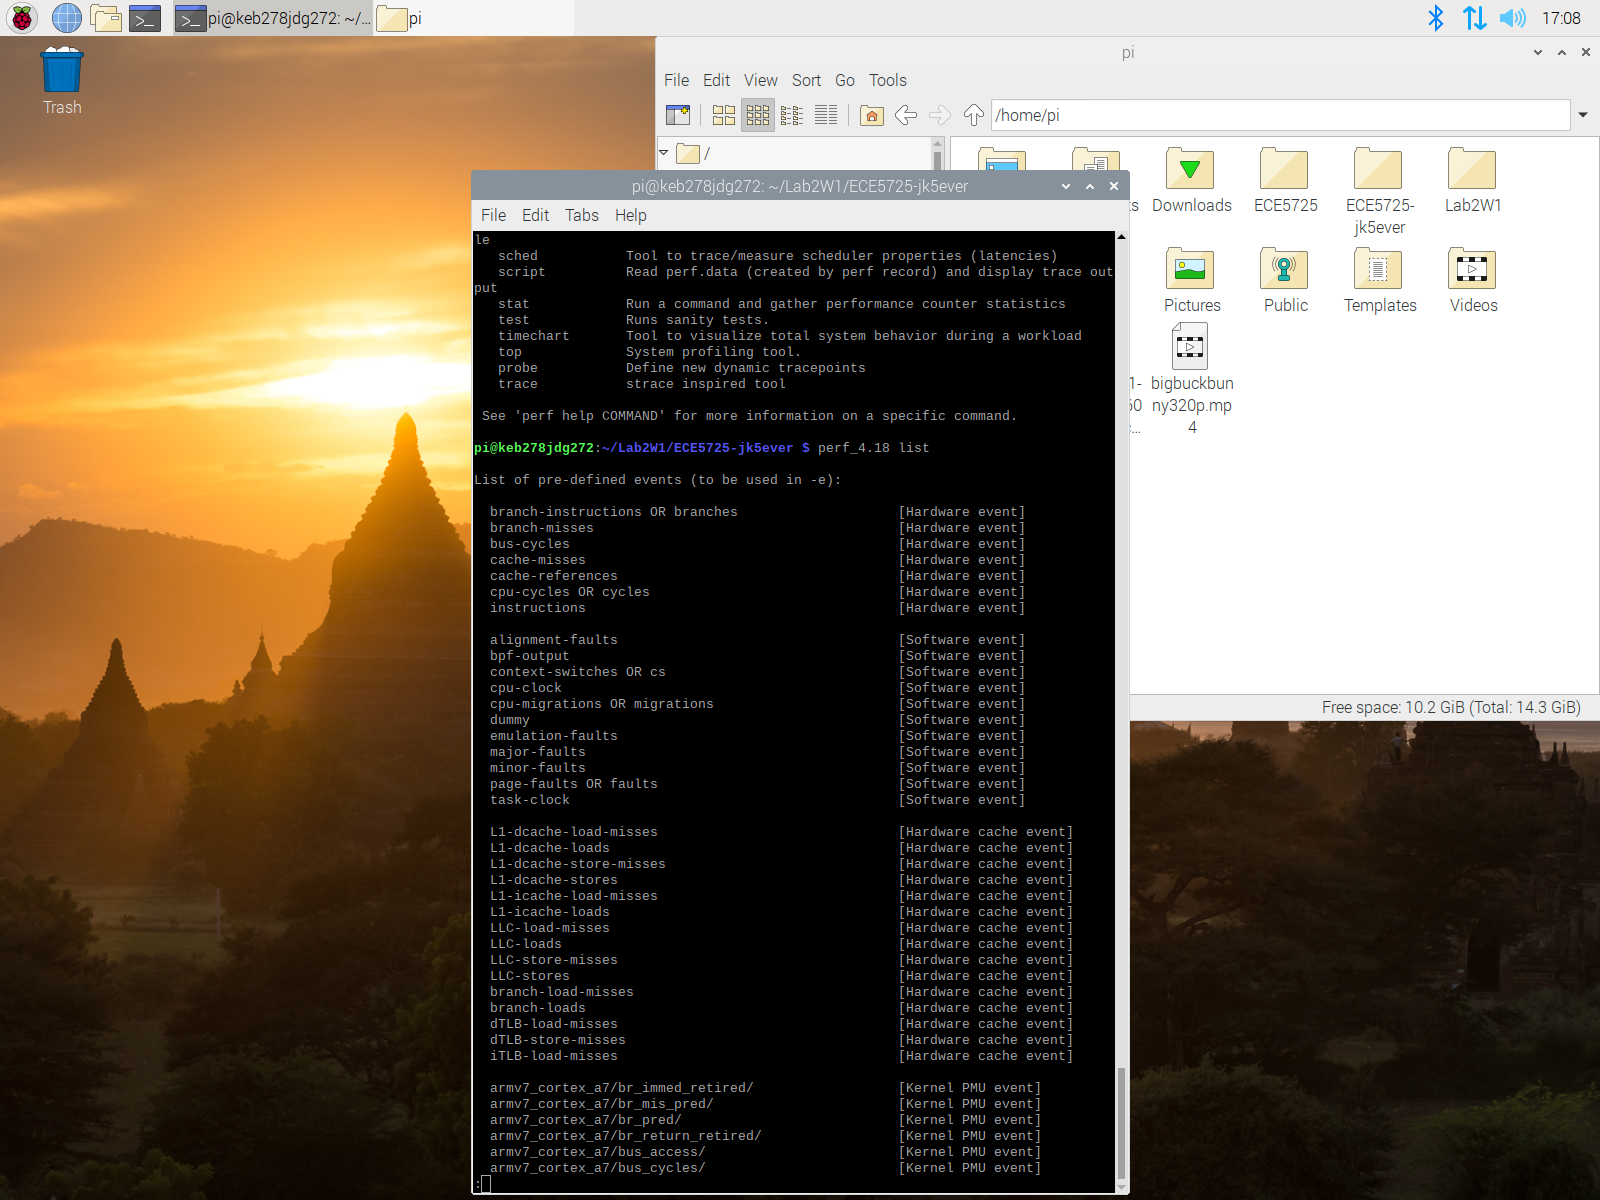 pi@keb278jdg272: ~/...
pi
17:08
Trash
pi
File Edit View Sort Go Tools
/home/pi
/
ts
Downloads
ECE5725
ECE5725-
jk5ever
Lab2W1
Pictures
Public
Templates
Videos
1-
60
c...
bigbuckbun
ny320p.mp
4
Free space: 10.2 GiB (Total: 14.3 GiB)
pi@keb278jdg272: ~/Lab2W1/ECE5725-jk5ever
File Edit Tabs Help
le
sched Tool to trace/measure scheduler properties (latencies)
script Read perf.data (created by perf record) and display trace out
put
stat Run a command and gather performance counter statistics
test Runs sanity tests.
timechart Tool to visualize total system behavior during a workload
top System profiling tool.
probe Define new dynamic tracepoints
trace strace inspired tool
See 'perf help COMMAND' for more information on a specific command.
pi@keb278jdg272:~/Lab2W1/ECE5725-jk5ever $ perf_4.18 list
List of pre-defined events (to be used in -e):
branch-instructions OR branches [Hardware event]
branch-misses [Hardware event]
bus-cycles [Hardware event]
cache-misses [Hardware event]
cache-references [Hardware event]
cpu-cycles OR cycles [Hardware event]
instructions [Hardware event]
alignment-faults [Software event]
bpf-output [Software event]
context-switches OR cs [Software event]
cpu-clock [Software event]
cpu-migrations OR migrations [Software event]
dummy [Software event]
emulation-faults [Software event]
major-faults [Software event]
minor-faults [Software event]
page-faults OR faults [Software event]
task-clock [Software event]
L1-dcache-load-misses [Hardware cache event]
L1-dcache-loads [Hardware cache event]
L1-dcache-store-misses [Hardware cache event]
L1-dcache-stores [Hardware cache event]
L1-icache-load-misses [Hardware cache event]
L1-icache-loads [Hardware cache event]
LLC-load-misses [Hardware cache event]
LLC-loads [Hardware cache event]
LLC-store-misses [Hardware cache event]
LLC-stores [Hardware cache event]
branch-load-misses [Hardware cache event]
branch-loads [Hardware cache event]
dTLB-load-misses [Hardware cache event]
dTLB-store-misses [Hardware cache event]
iTLB-load-misses [Hardware cache event]
armv7_cortex_a7/br_immed_retired/ [Kernel PMU event]
armv7_cortex_a7/br_mis_pred/ [Kernel PMU event]
armv7_cortex_a7/br_pred/ [Kernel PMU event]
armv7_cortex_a7/br_return_retired/ [Kernel PMU event]
armv7_cortex_a7/bus_access/ [Kernel PMU event]
armv7_cortex_a7/bus_cycles/ [Kernel PMU event]
: